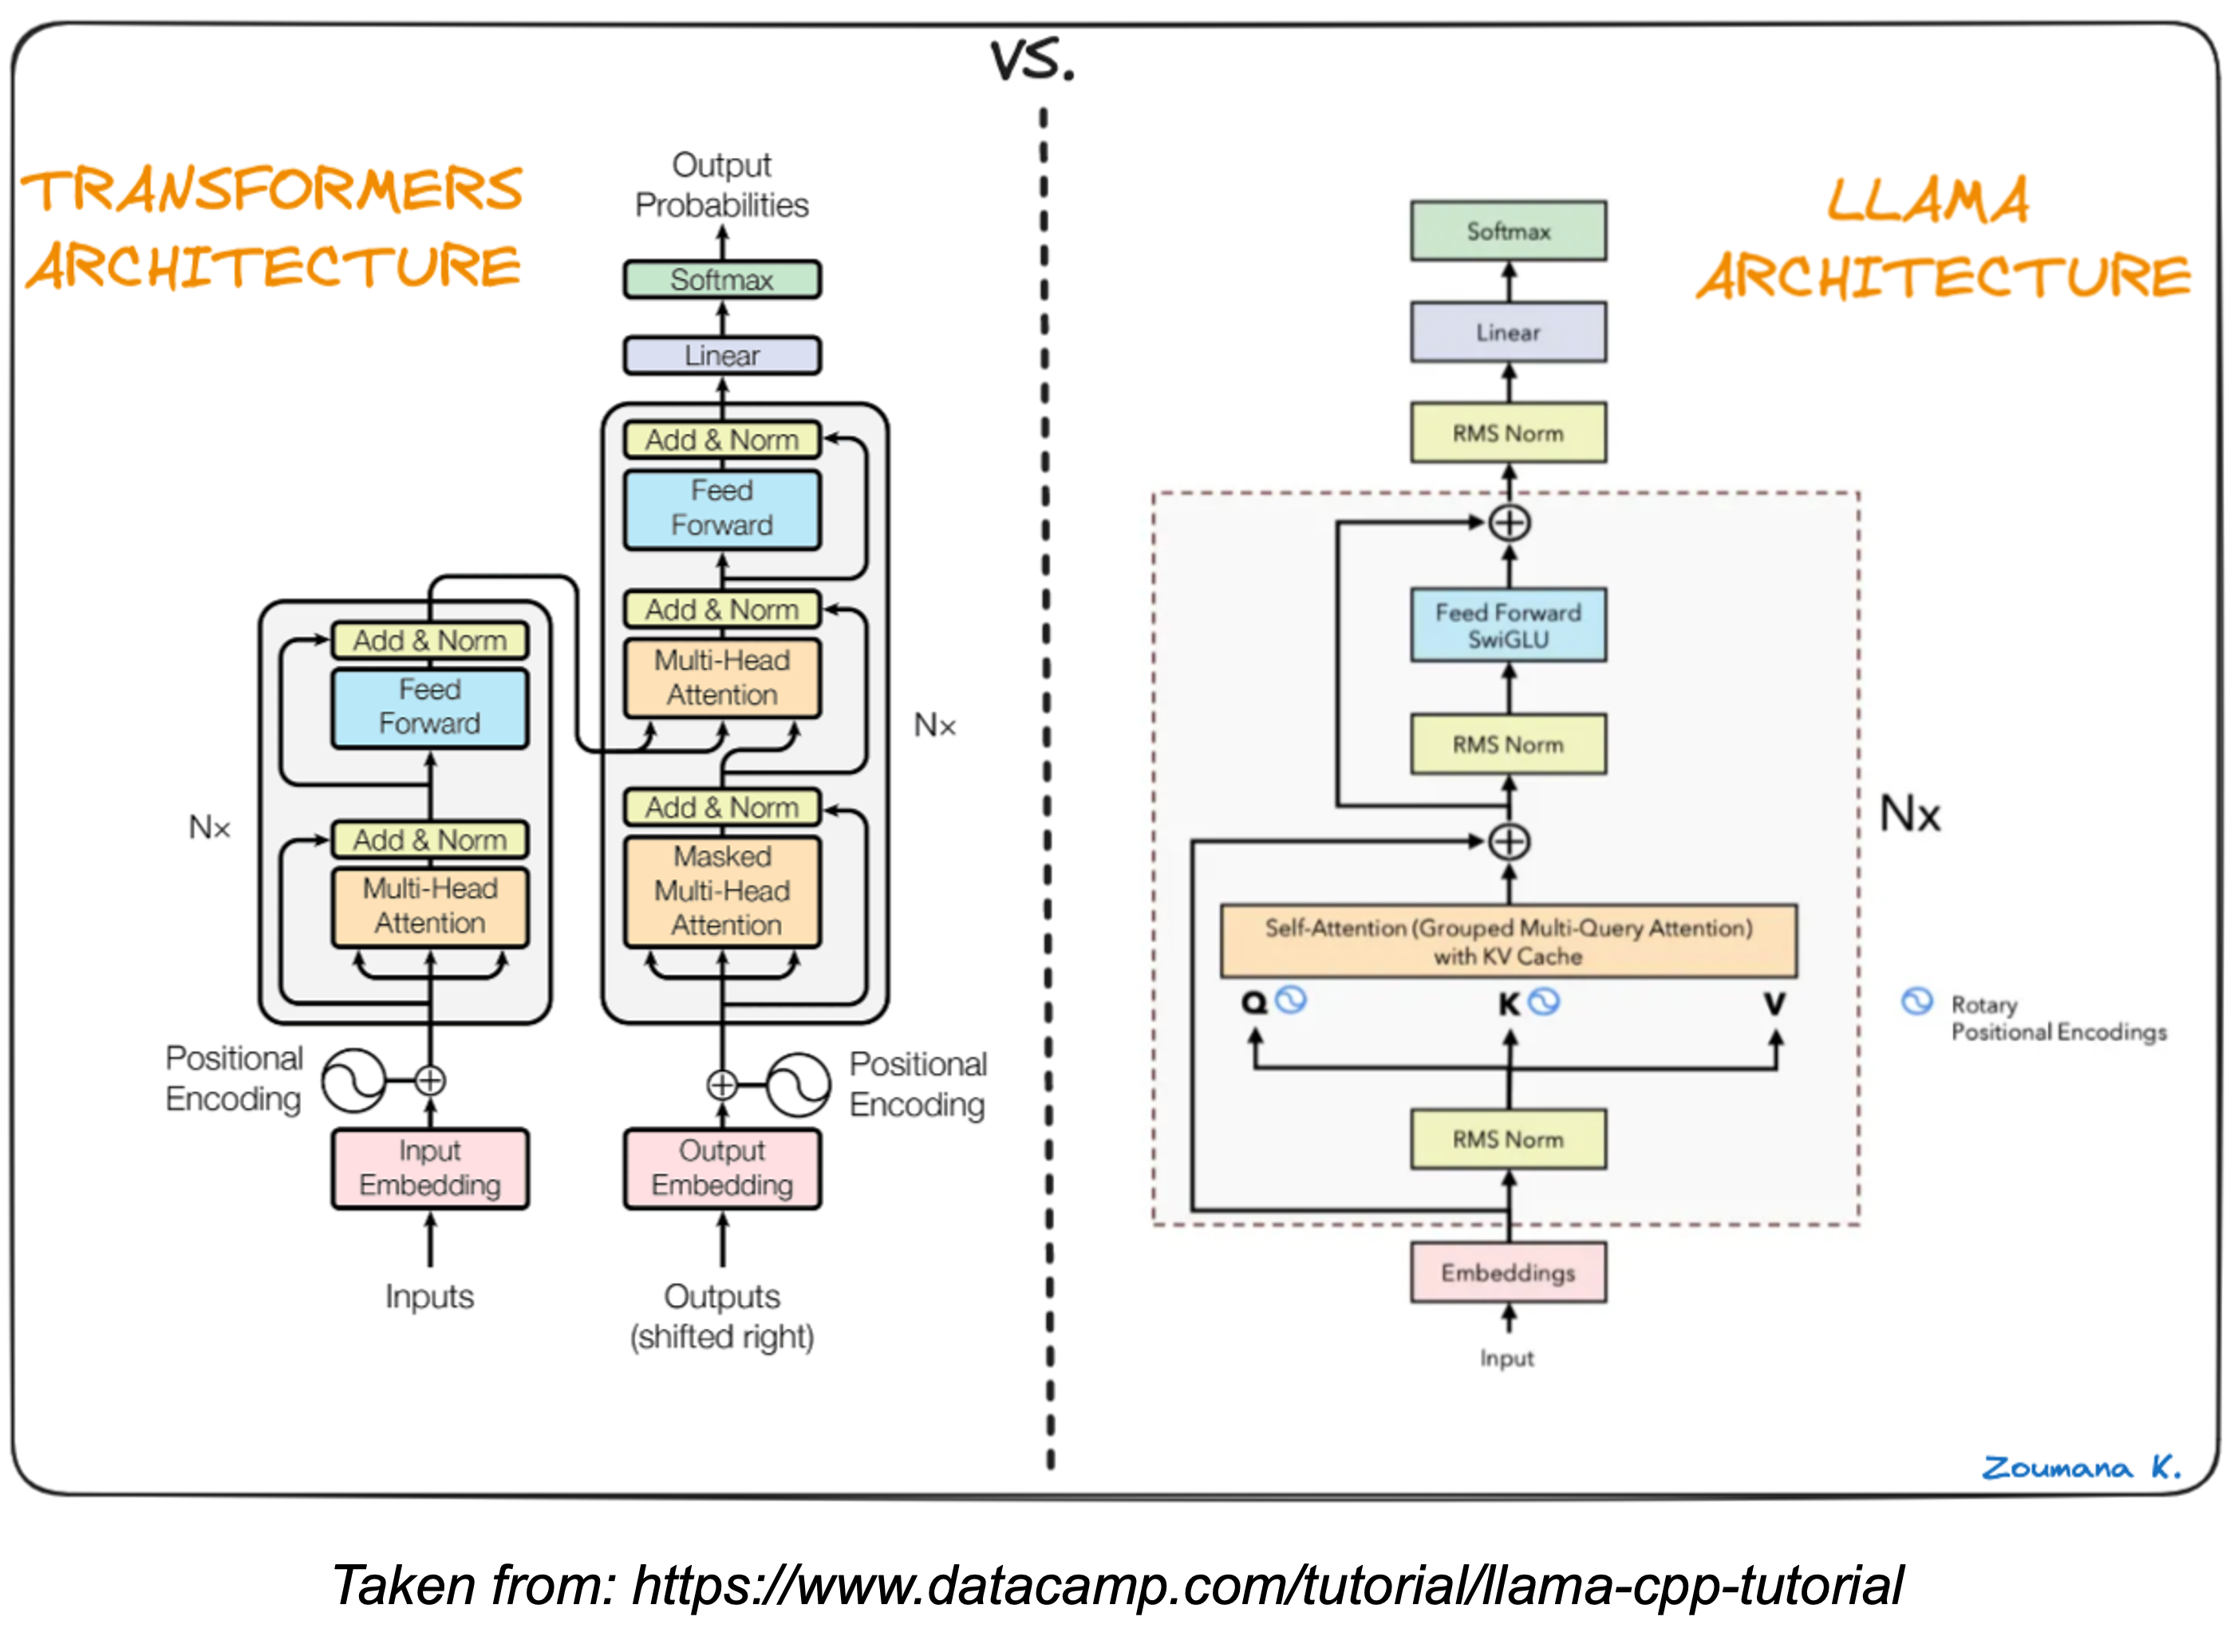 VS.
TRANSFORMERS
ARCHITECTURE
Output
Probabilities
Softmax
Linear
Add & Norm
Feed
Forward
Add & Norm
Multi-Head
Attention
Add & Norm
Masked
Multi-Head
Attention
Nx
Add & Norm
Feed
Forward
Add & Norm
Multi-Head
Attention
Nx
Positional
Encoding
Positional
Encoding
Input
Embedding
Output
Embedding
Inputs
Outputs
(shifted right)
LLAMA
ARCHITECTURE
Softmax
Linear
RMS Norm
Feed Forward
SwiGLU
RMS Norm
Nx
Self-Attention (Grouped Multi-Query Attention)
with KV Cache
Q K V
Rotary
Positional Encodings
RMS Norm
Embeddings
Input
Zoumana K.
Taken from: https://www.datacamp.com/tutorial/llama-cpp-tutorial